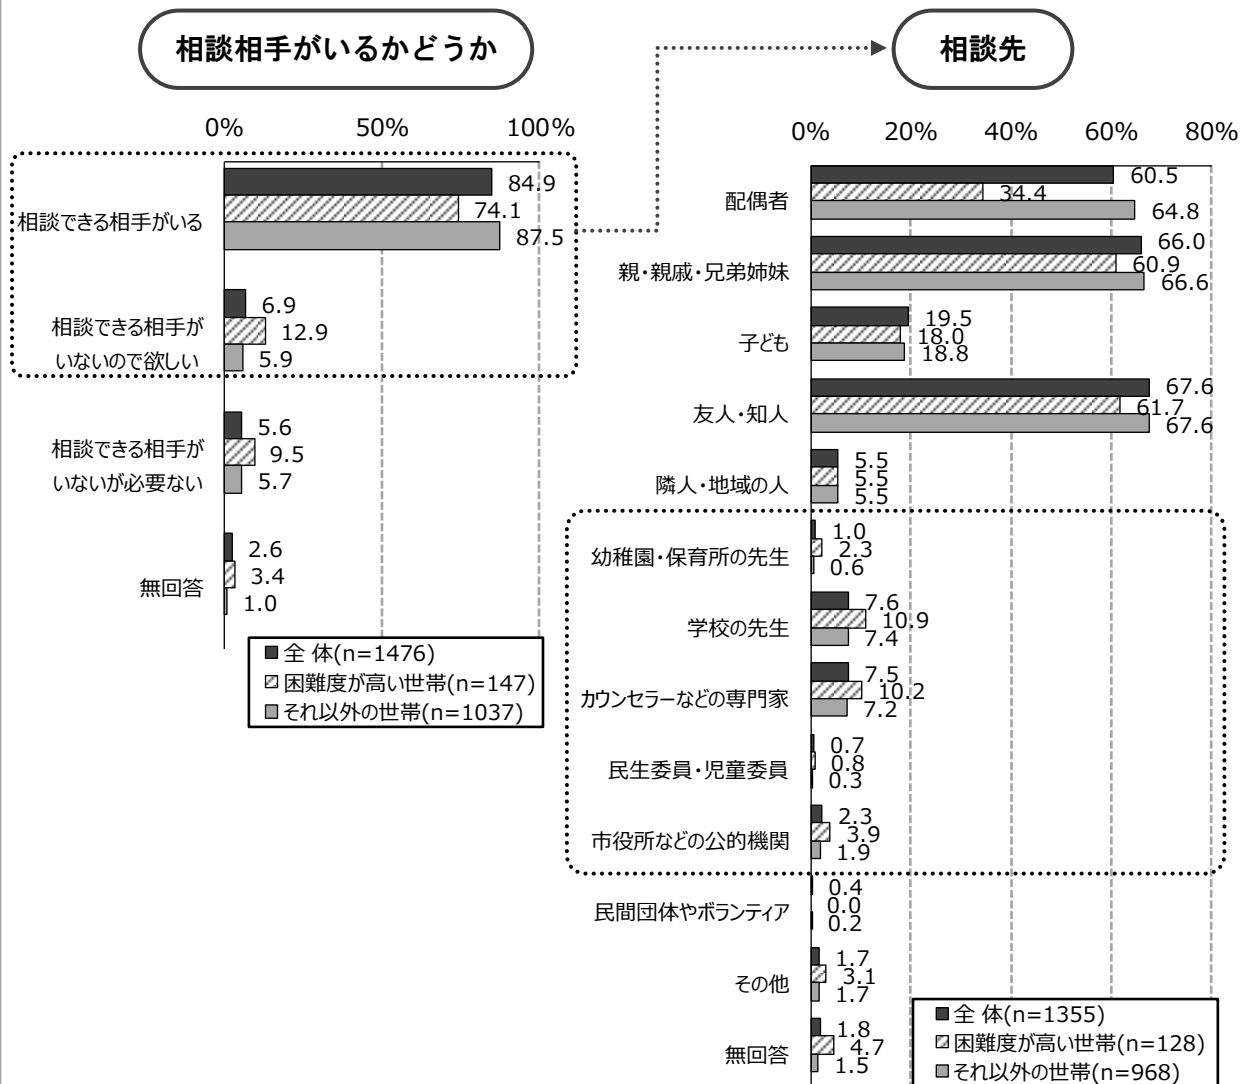 相談相手がいるかどうか
相談先
0%
50%
100%
相談できる相手がいる
84.9
74.1
87.5
相談できる相手が
いないので欲しい
6.9
12.9
5.9
相談できる相手が
いないが必要ない
5.6
9.5
5.7
無回答
2.6
3.4
1.0
全 体(n=1476)
困難度が高い世帯(n=147)
それ以外の世帯(n=1037)
0%
20%
40%
60%
80%
配偶者
60.5
34.4
64.8
親・親戚・兄弟姉妹
66.0
60.9
66.6
子ども
19.5
18.0
18.8
友人・知人
67.6
61.7
67.6
隣人・地域の人
5.5
5.5
5.5
幼稚園・保育所の先生
1.0
2.3
0.6
学校の先生
7.6
10.9
7.4
カウンセラーなどの専門家
7.5
10.2
7.2
民生委員・児童委員
0.7
0.8
0.3
市役所などの公的機関
2.3
3.9
1.9
民間団体やボランティア
0.4
0.0
0.2
その他
1.7
3.1
1.7
無回答
1.8
4.7
1.5
全 体(n=1355)
困難度が高い世帯(n=128)
それ以外の世帯(n=968)